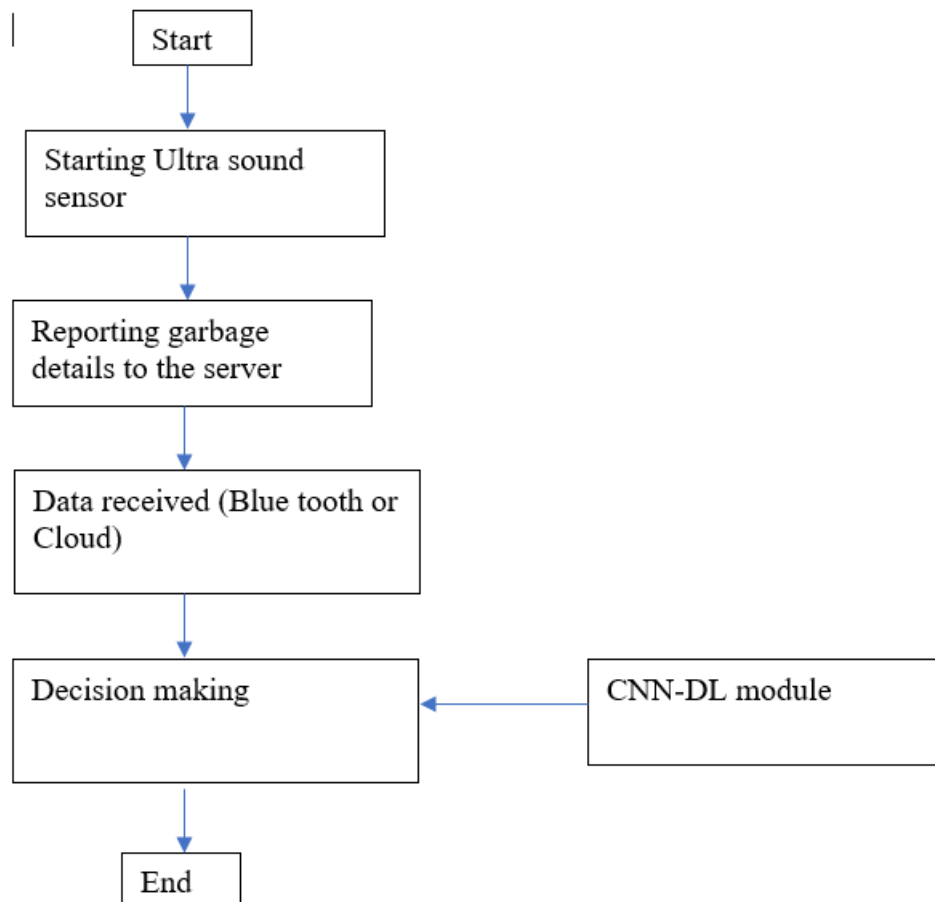 Start
Starting Ultra sound
sensor
Reporting garbage
details to the server
Data received (Blue tooth or
Cloud)
Decision making
CNN-DL module
End